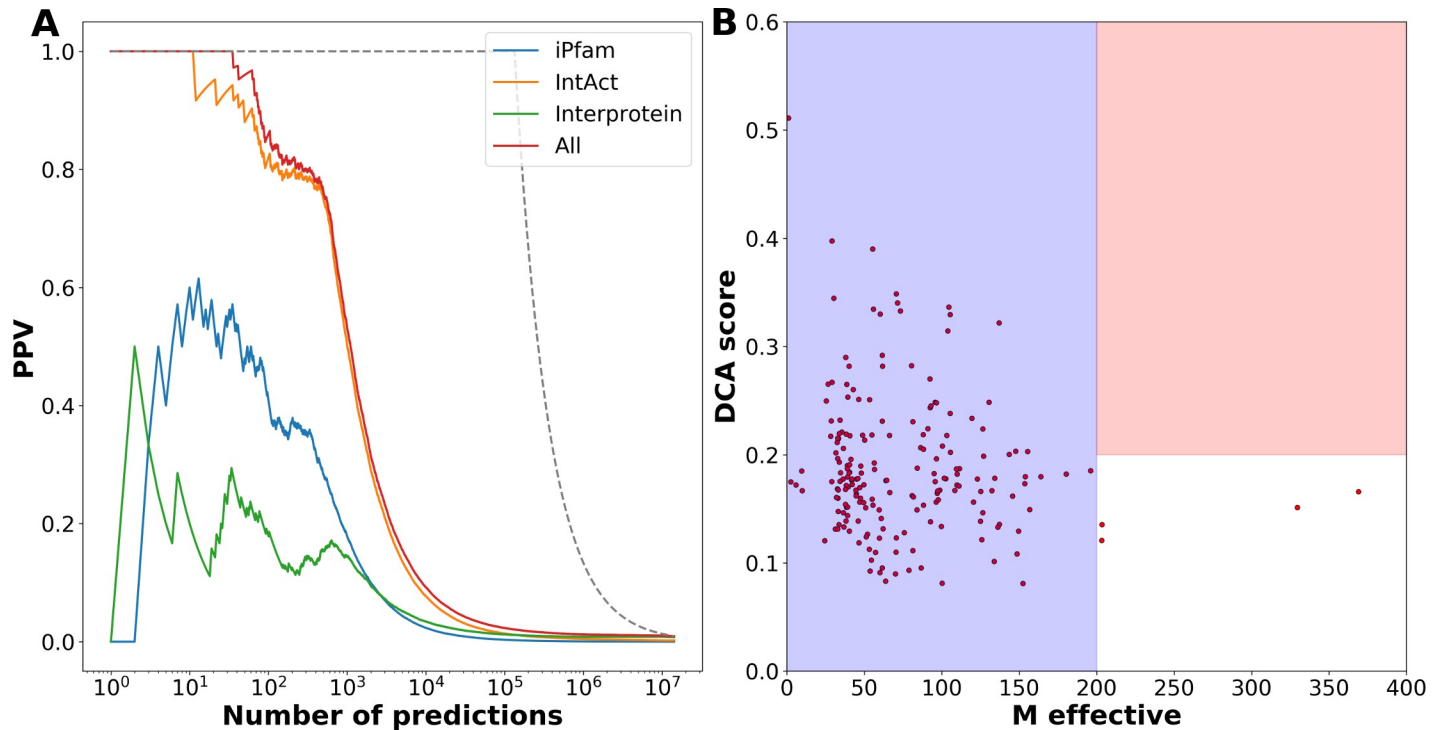 A
PPV
1.0
0.8
0.6
0.4
0.2
0.0
iPfam
IntAct
Interprotein
All
10⁰ 10¹ 10² 10³ 10⁴ 10⁵ 10⁶ 10⁷
Number of predictions
B
DCA score
0.6
0.5
0.4
0.3
0.2
0.1
0.0
0 50 100 150 200 250 300 350 400
M effective